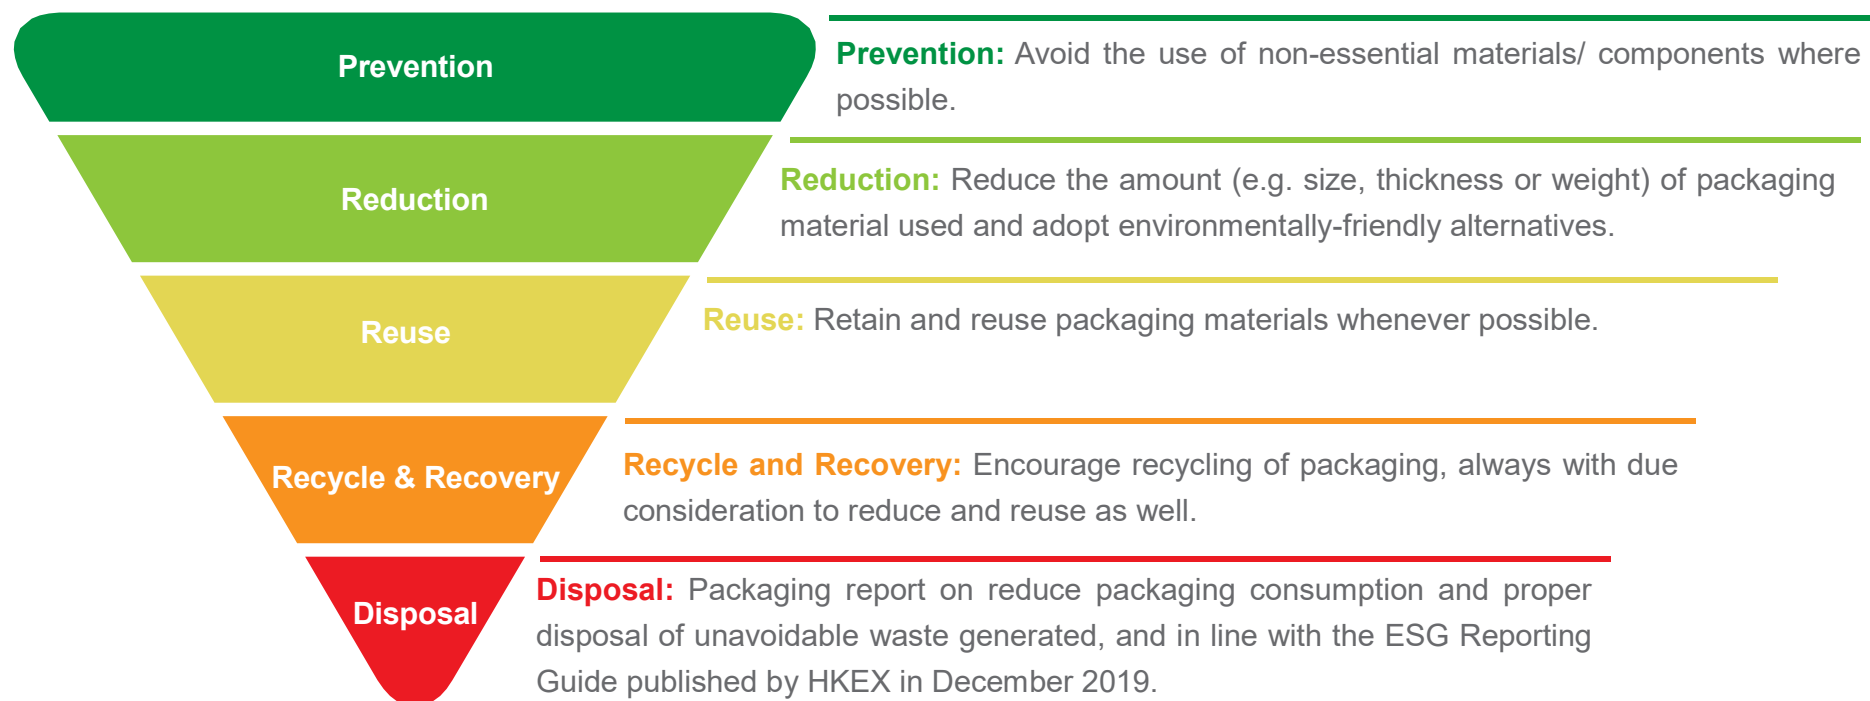 Prevention
Prevention: Avoid the use of non-essential materials/ components where
possible.
Reduction
Reduction: Reduce the amount (e.g. size, thickness or weight) of packaging
material used and adopt environmentally-friendly alternatives.
Reuse
Reuse: Retain and reuse packaging materials whenever possible.
Recycle & Recovery
Recycle and Recovery: Encourage recycling of packaging, always with due
consideration to reduce and reuse as well.
Disposal
Disposal: Packaging report on reduce packaging consumption and proper
disposal of unavoidable waste generated, and in line with the ESG Reporting
Guide published by HKEX in December 2019.